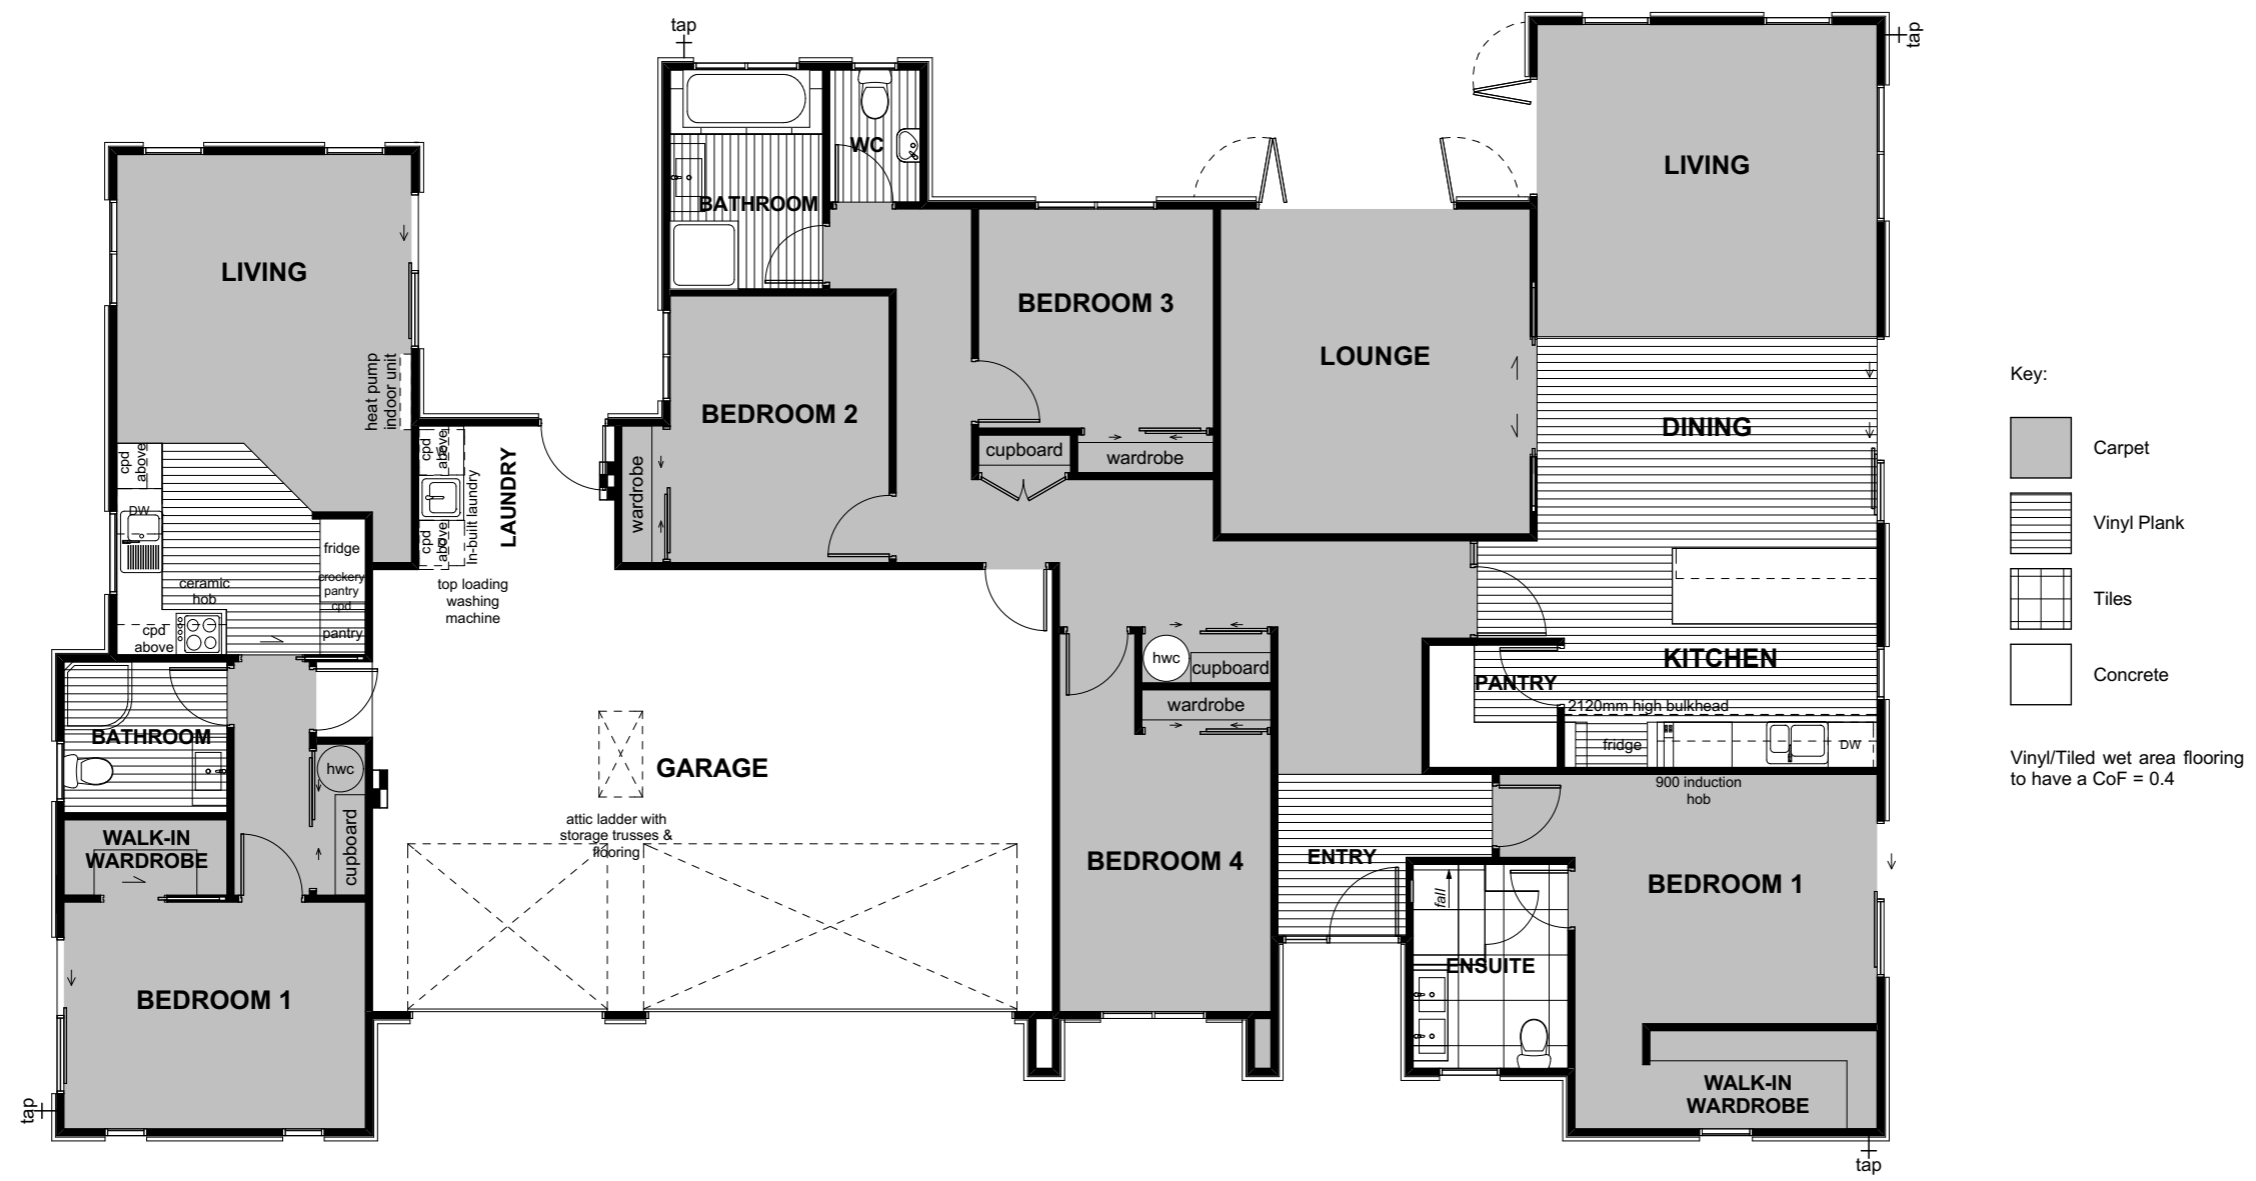 tap
tap
WC
BATHROOM
LIVING
LIVING
BEDROOM 3
LOUNGE
heat pump
indoor unit
BEDROOM 2
DINING
cpd
above
cpd
above
In-built laundry
LAUNDRY
wardrobe
cupboard
wardrobe
DW
cpd
above
fridge
crockery
pantry
cpd
pantry
ceramic
hob
cpd
above
top loading
washing
machine
hwc
cupboard
wardrobe
KITCHEN
PANTRY
2120mm high bulkhead
fridge
DW
900 induction
hob
BATHROOM
hwc
cupboard
WALK-IN
WARDROBE
GARAGE
attic ladder with
storage trusses &
flooring
BEDROOM 4
ENTRY
fall
ENSUITE
BEDROOM 1
BEDROOM 1
WALK-IN
WARDROBE
tap
tap
Key:
Carpet
Vinyl Plank
Tiles
Concrete
Vinyl/Tiled wet area flooring
to have a CoF = 0.4